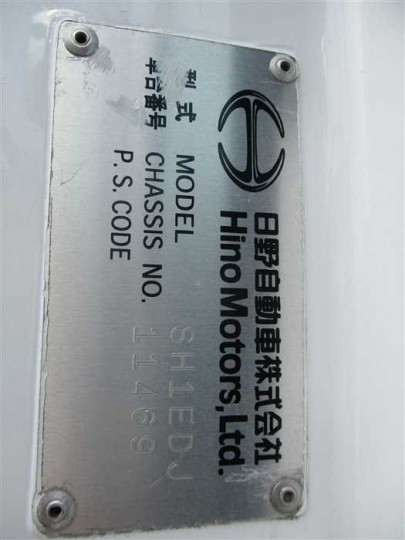 日野自動車株式会社
Hino Motors, Ltd.
型式 MODEL SH1EDJ
車台番号 CHASSIS NO. 11469
P.S.CODE